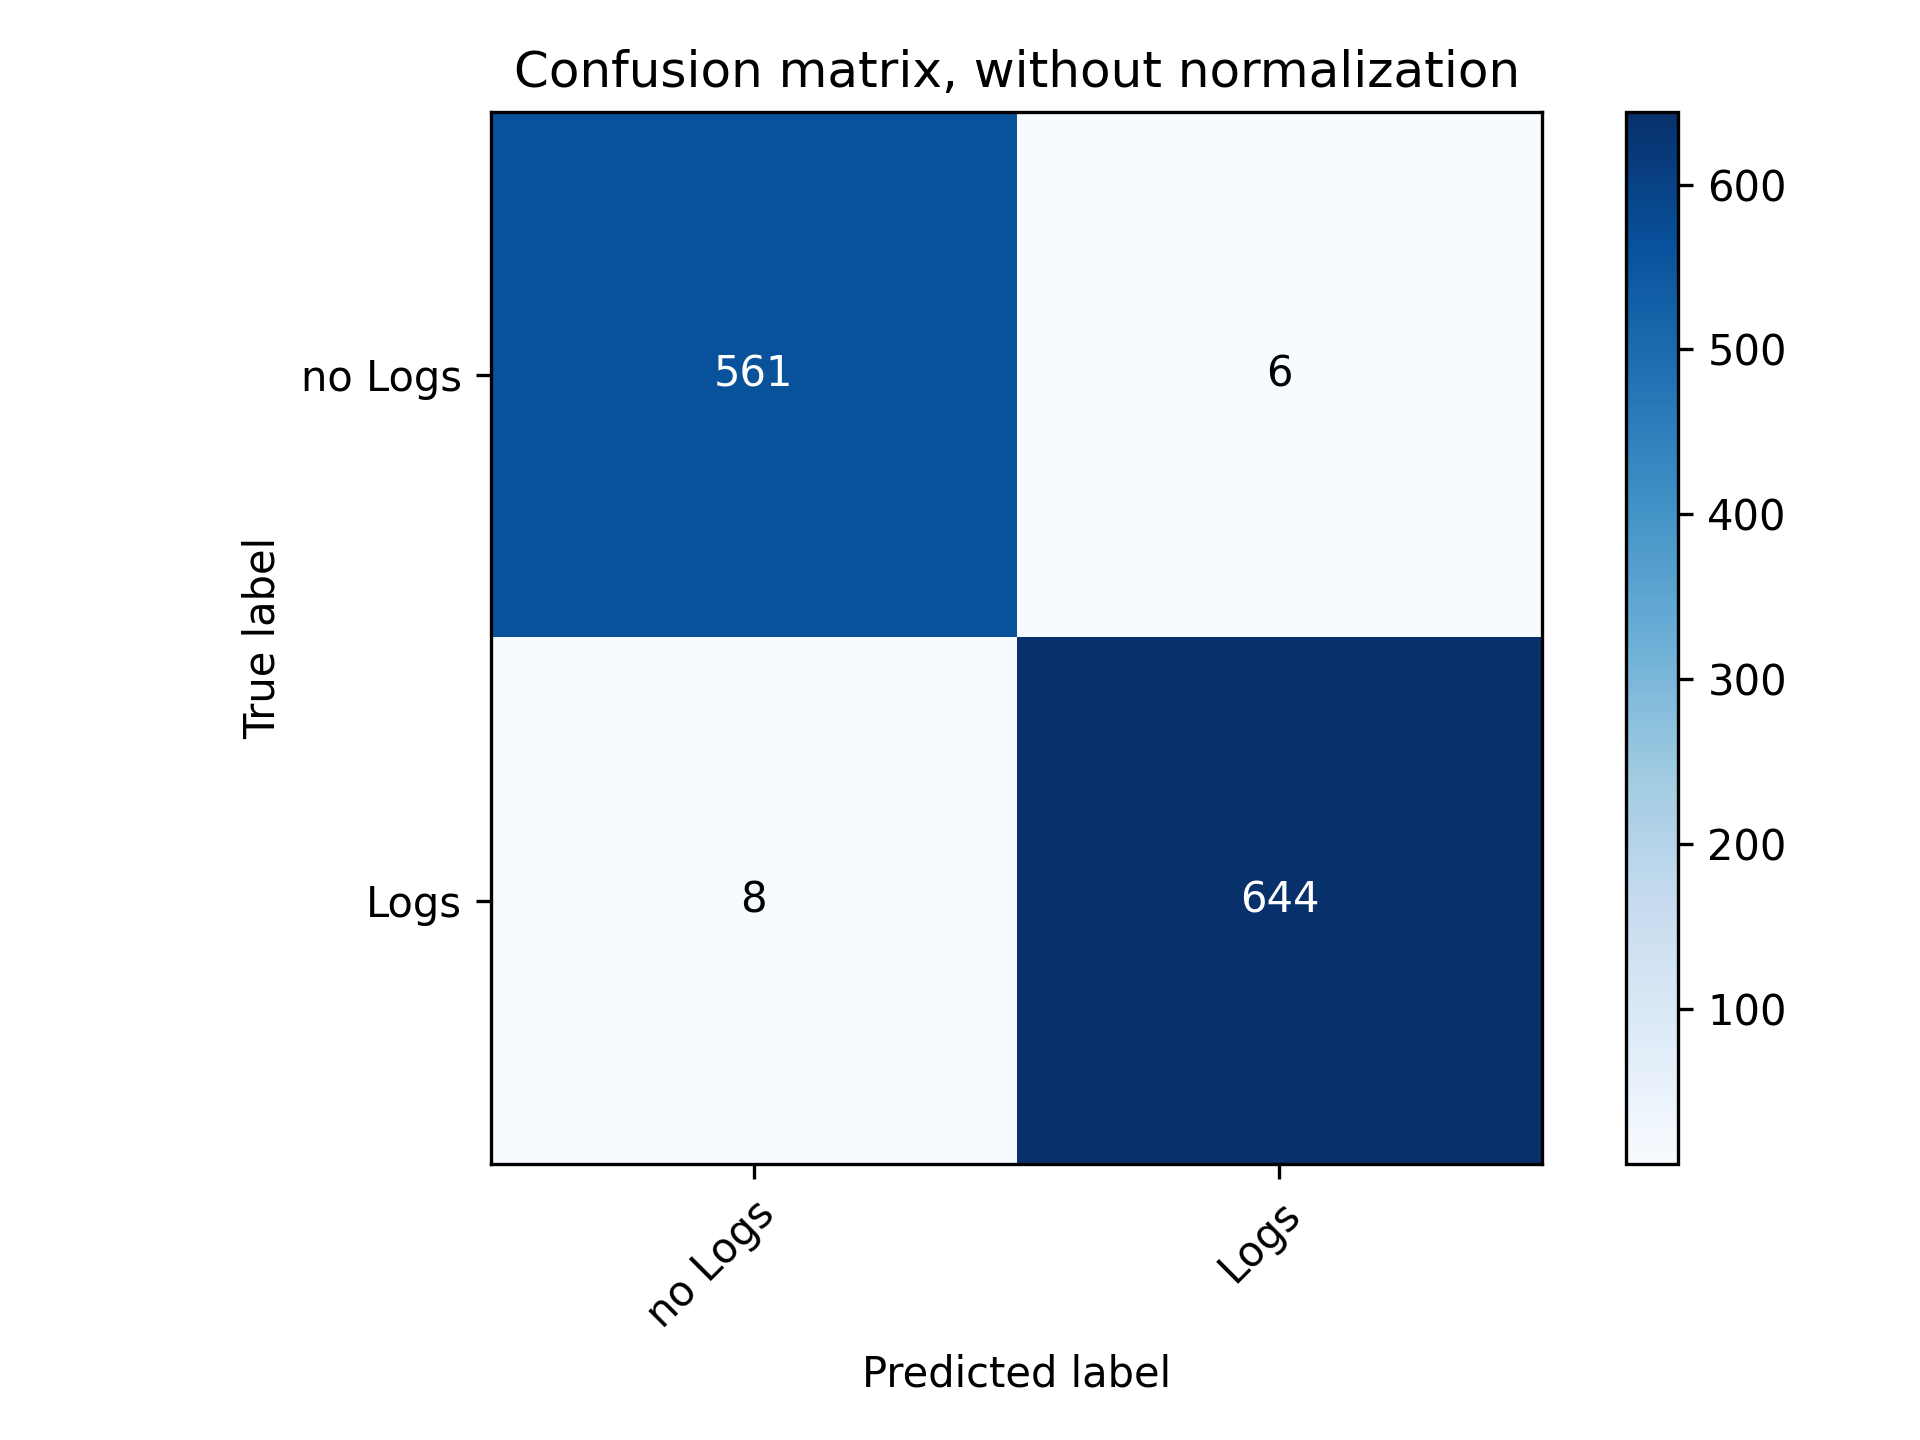 Confusion matrix, without normalization
True label
no Logs
561
6
Logs
8
644
no Logs
Logs
Predicted label
600
500
400
300
200
100